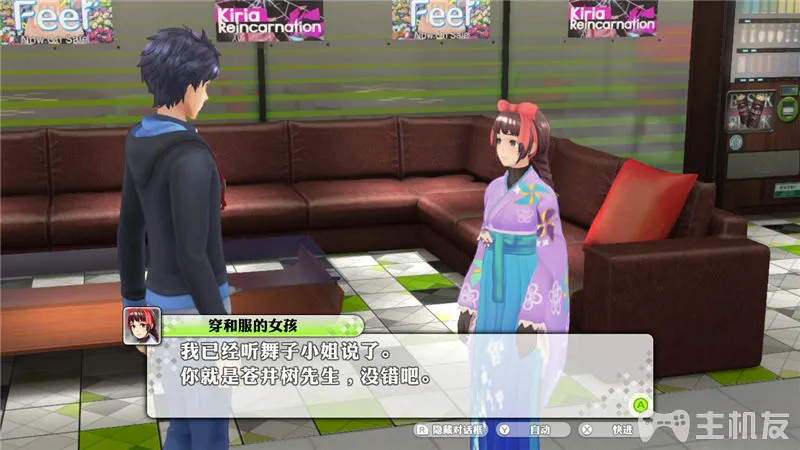 Feel
Now On Sale!
Kiria
Reincarnation
Feel
Now On Sale!
Kiria
Reincarnation
穿和服的女孩
我已经听舞子小姐说了。
你就是苍井树先生，没错吧。
A
R 隐藏对话框 Y 自动 X 快进
主机友